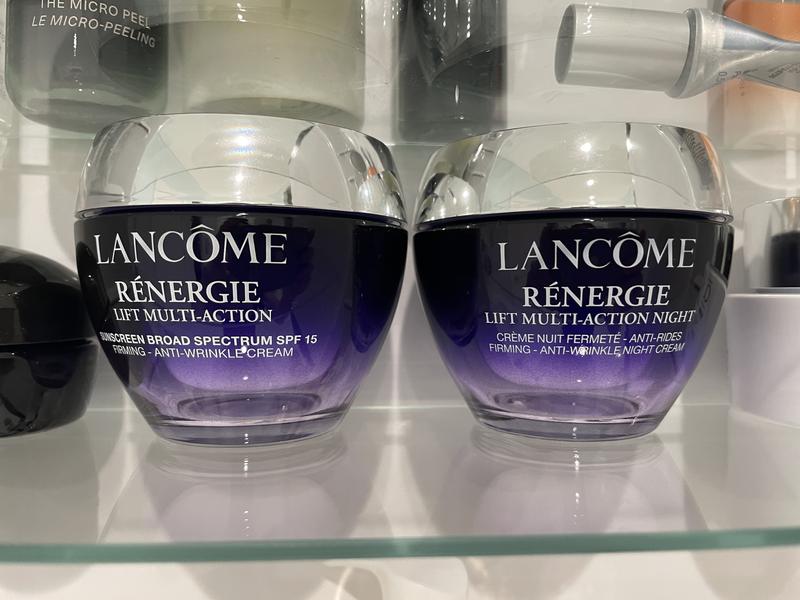 THE MICRO PEEL
LE MICRO-PEELING
LANCÔME
RÉNERGIE
LIFT MULTI-ACTION
SUNSCREEN BROAD SPECTRUM SPF 15
FIRMING - ANTI-WRINKLE CREAM
LANCÔME
RÉNERGIE
LIFT MULTI-ACTION NIGHT
CRÈME NUIT FERMETÉ - ANTI-RIDES
FIRMING - ANTI-WRINKLE NIGHT CREAM